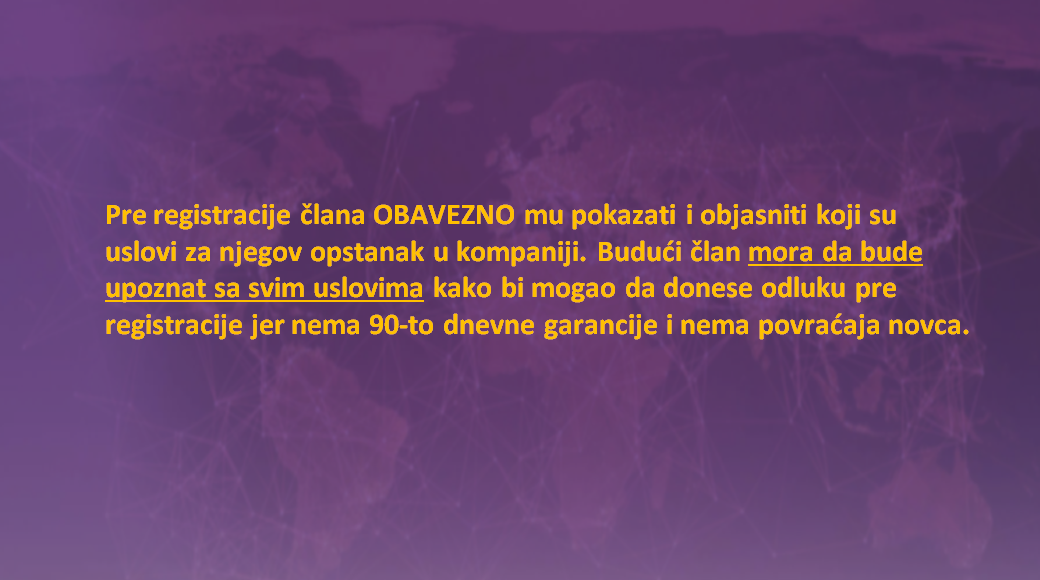 Pre registracije člana OBAVEZNO mu pokazati i objasniti koji su
uslovi za njegov opstanak u kompaniji. Budući član mora da bude
upoznat sa svim uslovima kako bi mogao da donese odluku pre
registracije jer nema 90-to dnevne garancije i nema povraćaja novca.